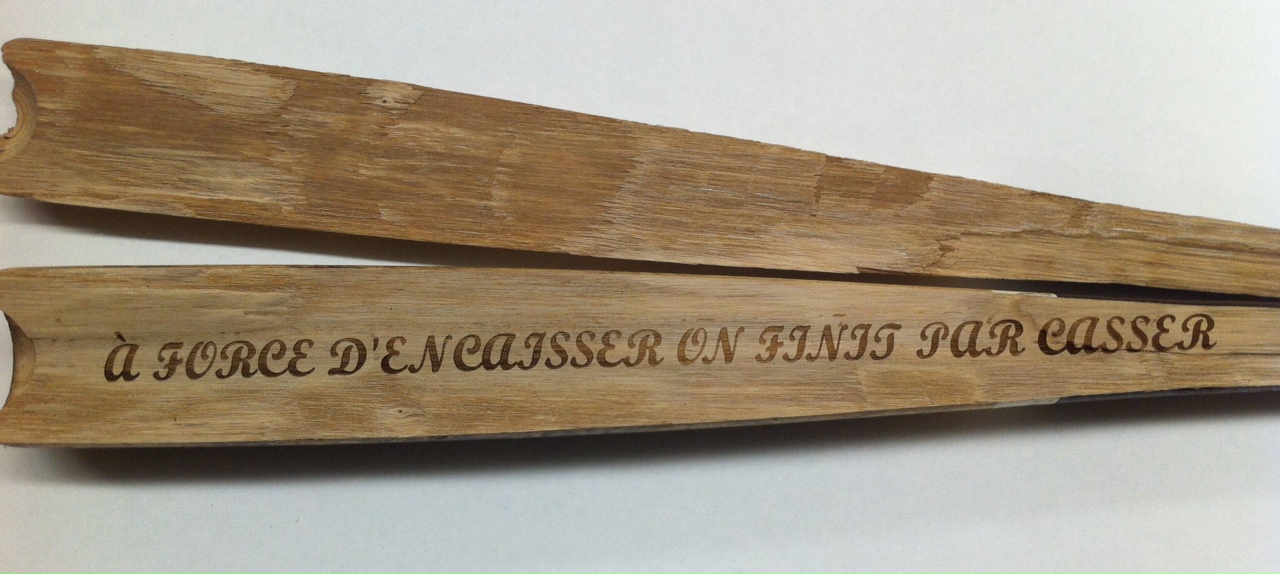 À FORCE D'ENCAISSER ON FINIT PAR CASSER